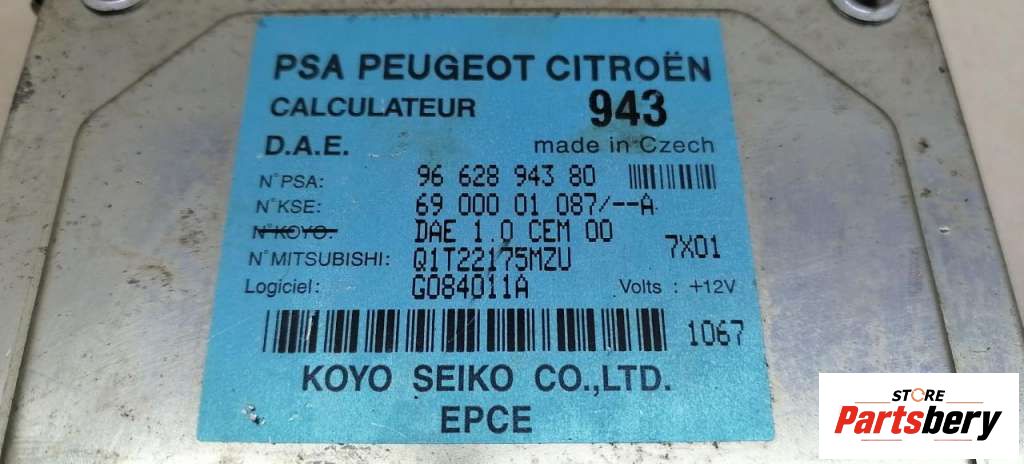 PSA PEUGEOT CITROËN
CALCULATEUR 943
D.A.E. made in Czech
N°PSA: 96 628 943 80
N°KSE: 69 000 01 087/--A
N°KOYO: DAE 1.0 CEM 00
7X01
N°MITSUBISHI: Q1T22175MZU
Logiciel: G084011A Volts : +12V
1067
KOYO SEIKO CO.,LTD.
EPCE
STORE
Partsbery